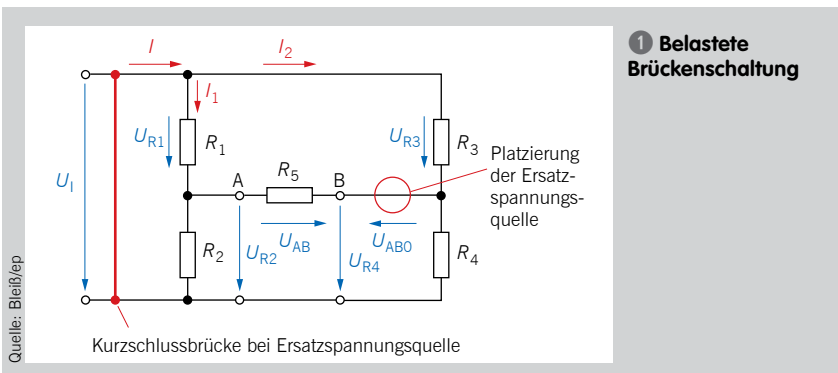 ❶ Belastete
Brückenschaltung
I
I2
I1
UR1
R1
UR3
R3
Platzierung
der Ersatz-
spannungs-
quelle
UI
A
R5
B
R2
UR2
UAB
UR4
UAB0
R4
Kurzschlussbrücke bei Ersatzspannungsquelle
Quelle: Bleiß/ep